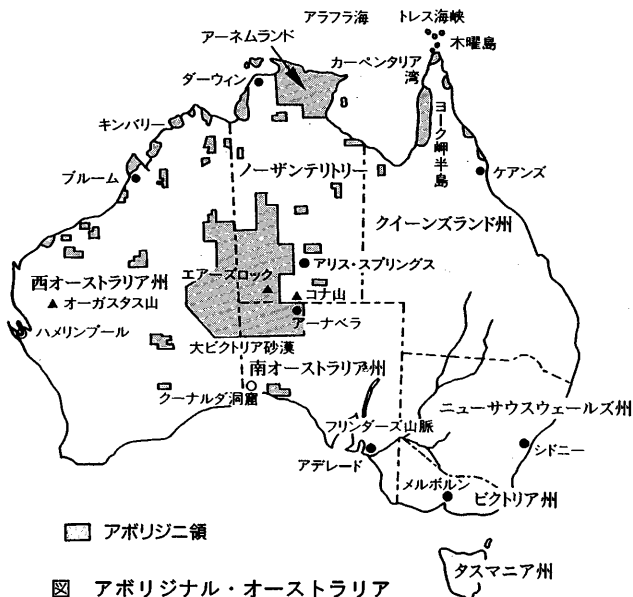 アラフラ海
トレス海峡
木曜島
アーネムランド
カーペンタリア
湾
ダーウィン
ヨーク岬半島
キンバリー
ノーザンテリトリー
ブルーム
ケアンズ
クイーンズランド州
アリス・スプリングス
エアーズロック
西オーストラリア州
コナ山
オーガスタス山
アーナベラ
ハメリンプール
大ビクトリア砂漠
南オーストラリア州
クーナルダ洞窟
ニューサウスウェールズ州
フリンダーズ山脈
シドニー
アデレード
メルボルン
ビクトリア州
アボリジニ領
タスマニア州
図 アボリジナル・オーストラリア